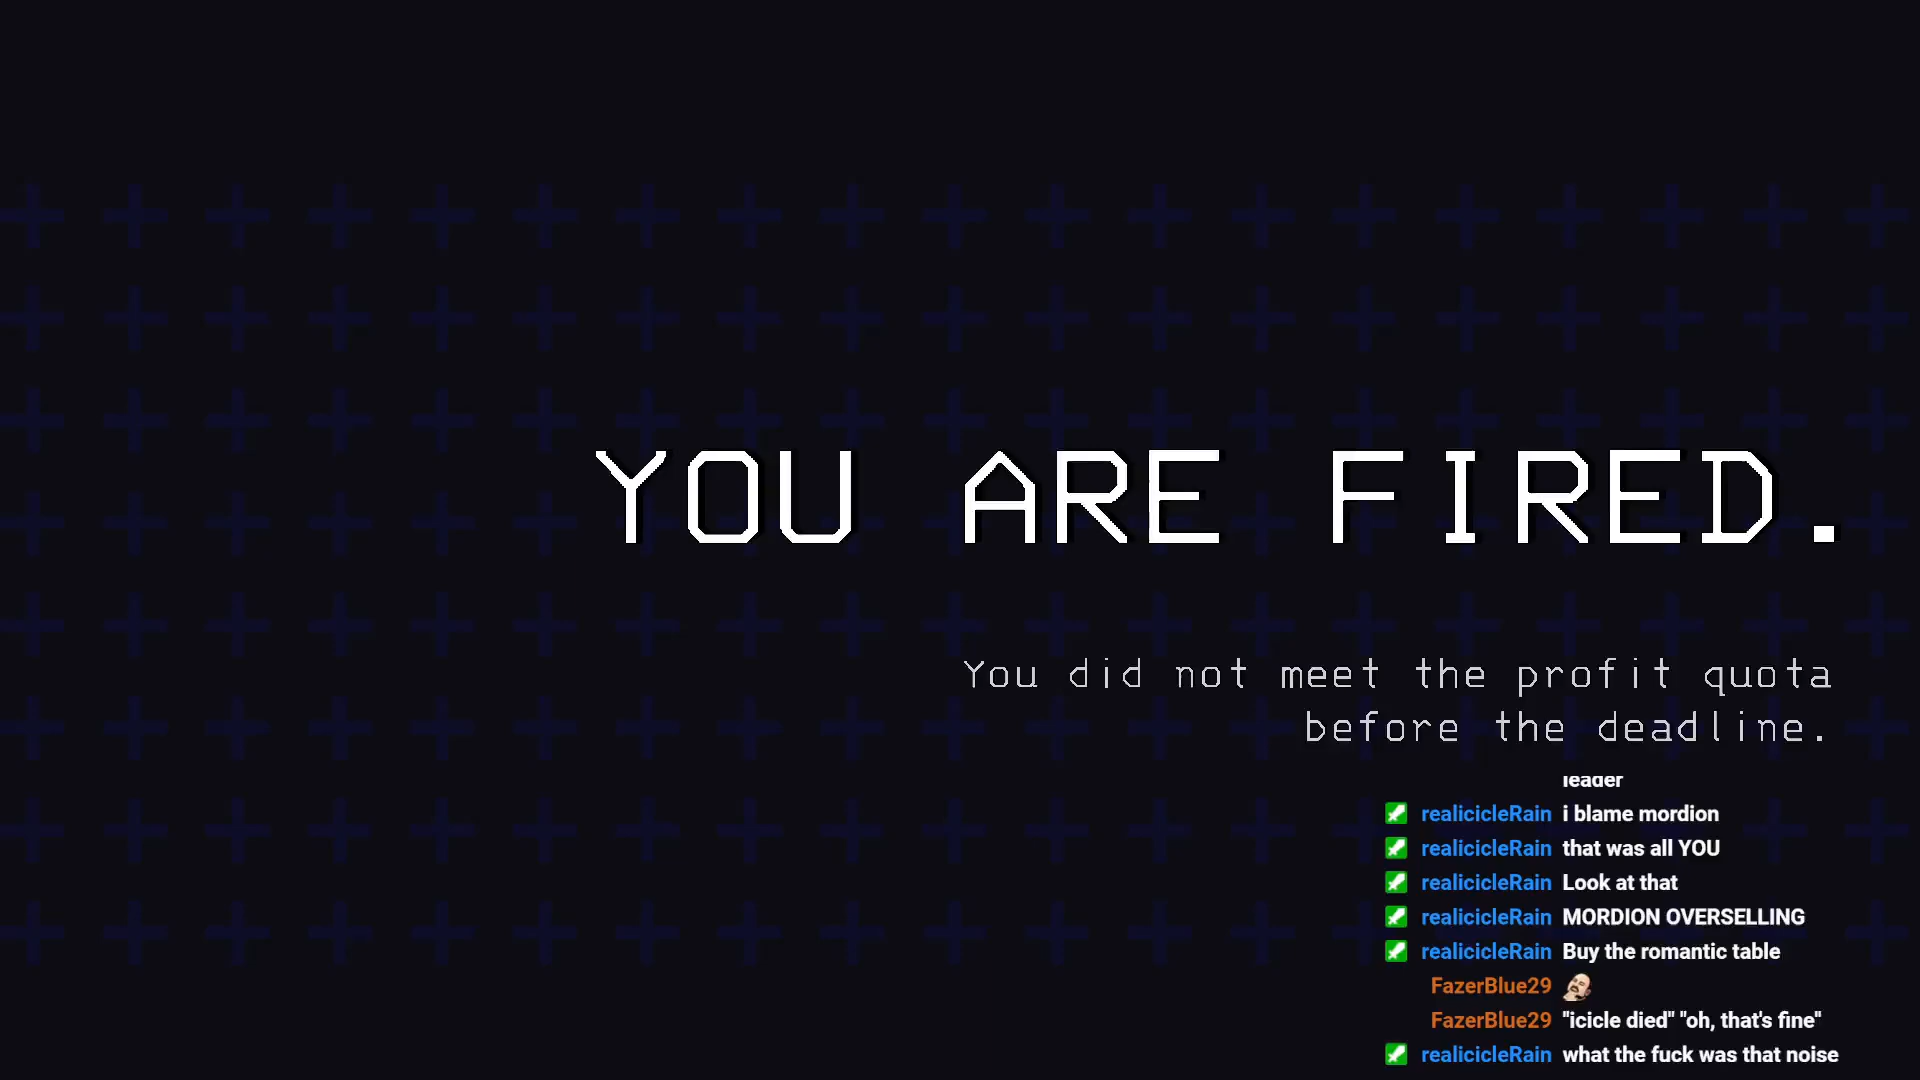 YOU ARE FIRED.
You did not meet the profit quota
before the deadline.
leader
realicicleRain i blame mordion
realicicleRain that was all YOU
realicicleRain Look at that
realicicleRain MORDION OVERSELLING
realicicleRain Buy the romantic table
FazerBlue29
FazerBlue29 "icicle died" "oh, that's fine"
realicicleRain what the fuck was that noise